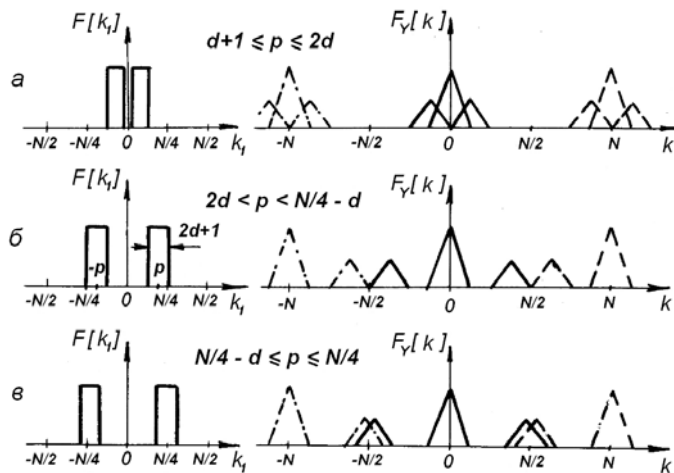 F[k₁] d+1 ⩽ p ⩽ 2d F_Y[k]
а
-N/2 -N/4 0 N/4 N/2 k₁ -N -N/2 0 N/2 N k
F[k₁] 2d < p < N/4 - d F_Y[k]
б 2d+1
-p p
-N/2 -N/4 0 N/4 N/2 k₁ -N -N/2 0 N/2 N k
F[k₁] N/4 - d ⩽ p ⩽ N/4 F_Y[k]
в
-N/2 -N/4 0 N/4 N/2 k₁ -N -N/2 0 N/2 N k